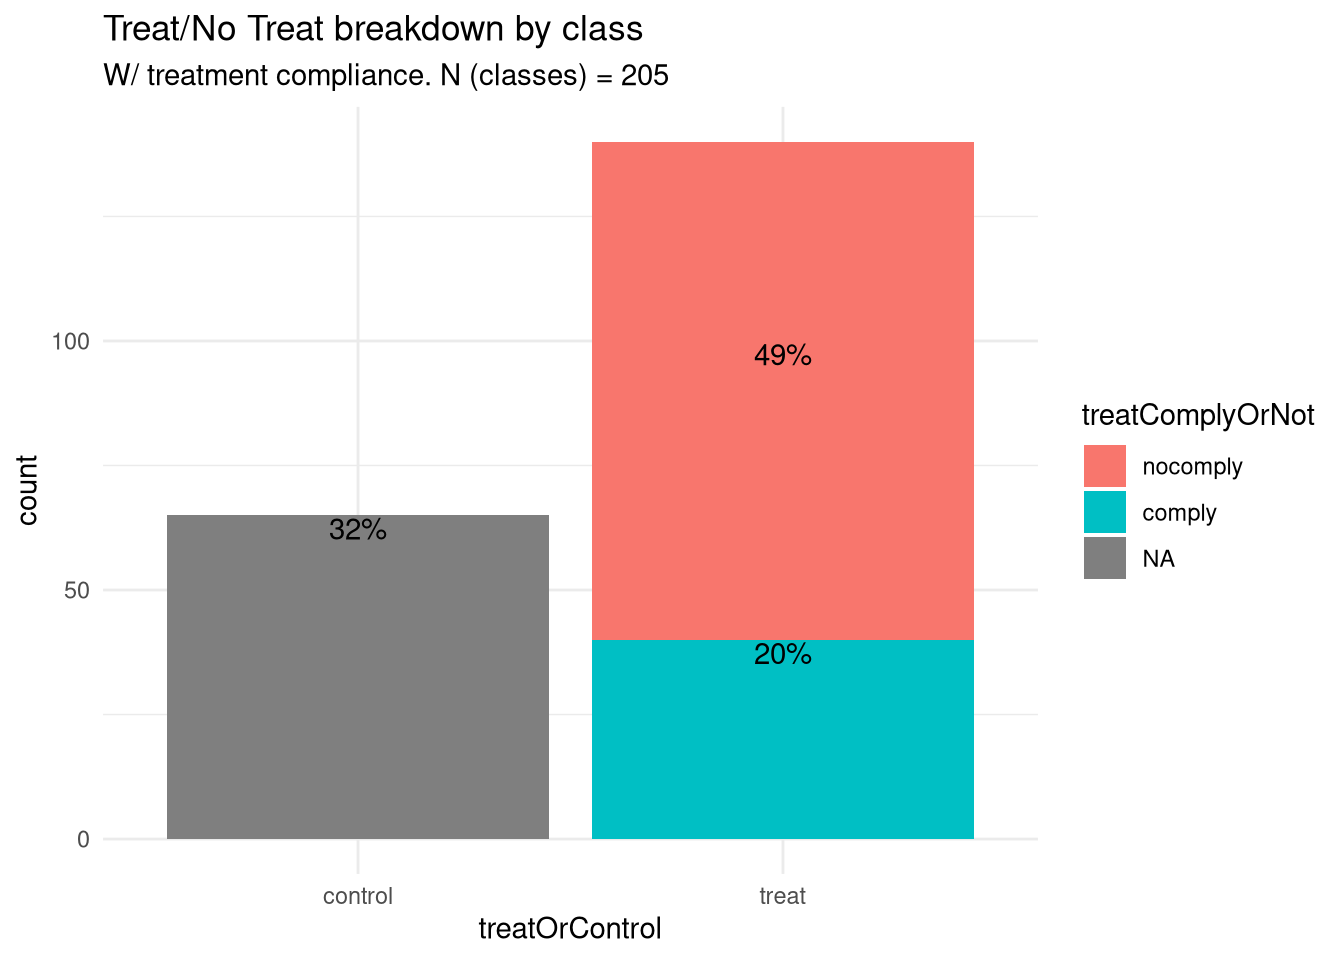 Treat/No Treat breakdown by class
W/ treatment compliance. N (classes) = 205
count
100
50
0
49%
32%
20%
control
treat
treatOrControl
treatComplyOrNot
nocomply
comply
NA